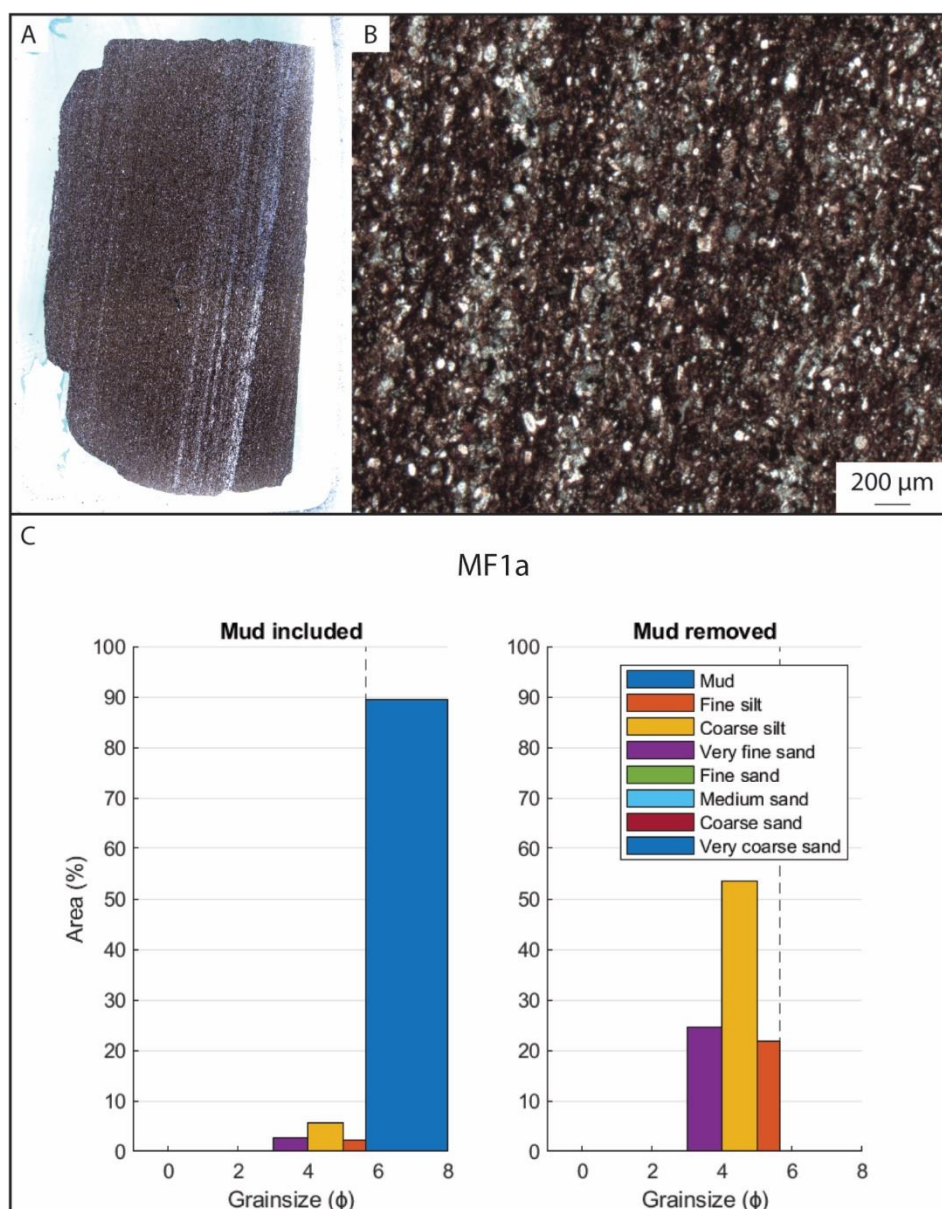 A
B
200 µm
C
MF1a
Mud included
Mud removed
100
90
80
70
60
50
40
30
20
10
0
Area (%)
0 2 4 6 8
Grainsize (ϕ)
100
90
80
70
60
50
40
30
20
10
0
Mud
Fine silt
Coarse silt
Very fine sand
Fine sand
Medium sand
Coarse sand
Very coarse sand
0 2 4 6 8
Grainsize (ϕ)